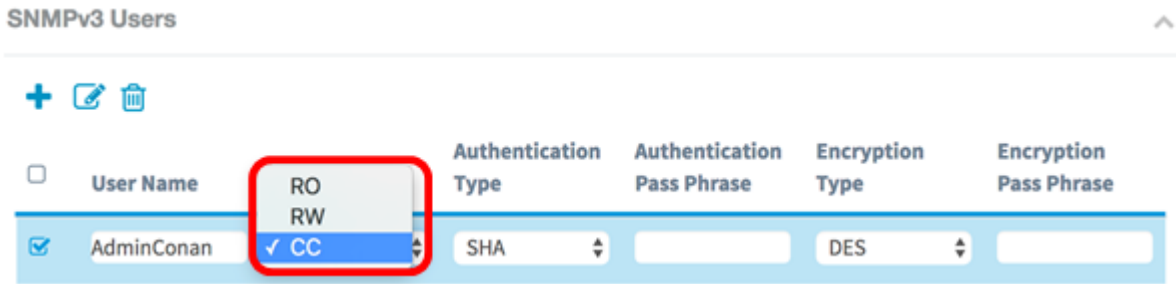 SNMPv3 Users
User Name
RO
RW
✓ CC
Authentication
Type
Authentication
Pass Phrase
Encryption
Type
Encryption
Pass Phrase
AdminConan
SHA
DES